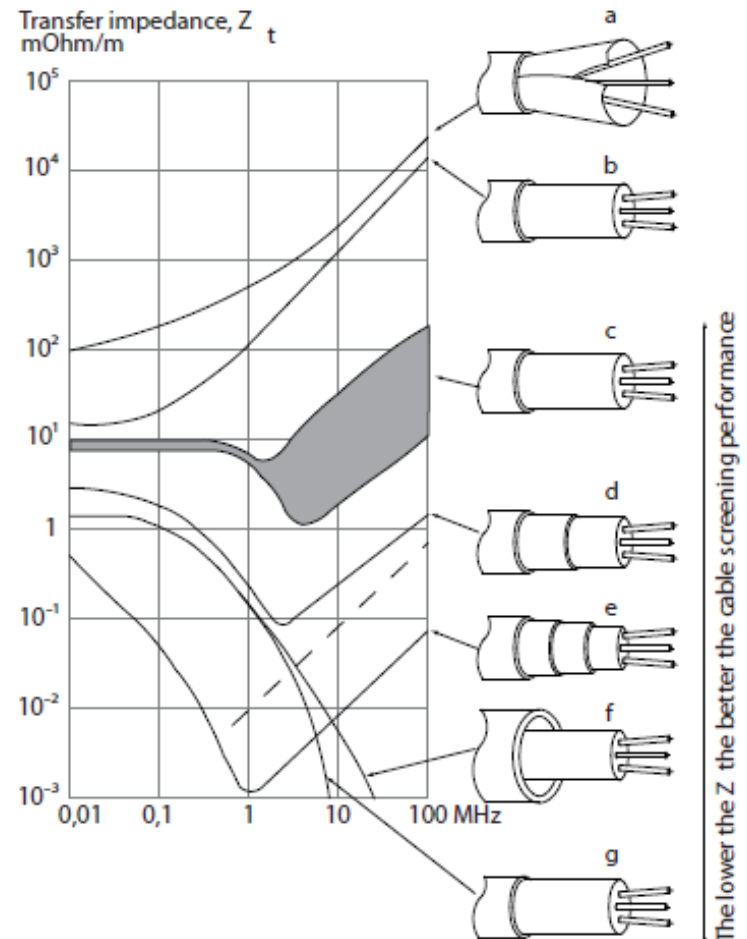 Transfer impedance, Z t
mOhm/m
a
10⁵
10⁴
b
10³
10²
c
10¹
d
1
e
10⁻¹
10⁻²
f
10⁻³
0,01 0,1 1 10 100 MHz
g
The lower the Z the better the cable screening performance